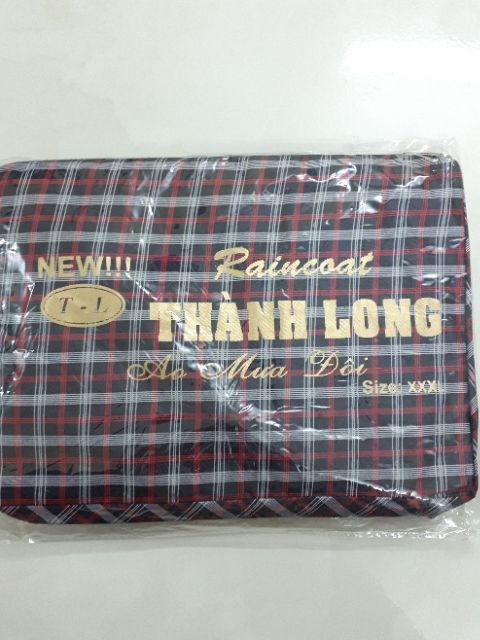 NEW!!!
Raincoat
T - L
THÀNH LONG
Áo Mưa Đôi
Size: XXXL